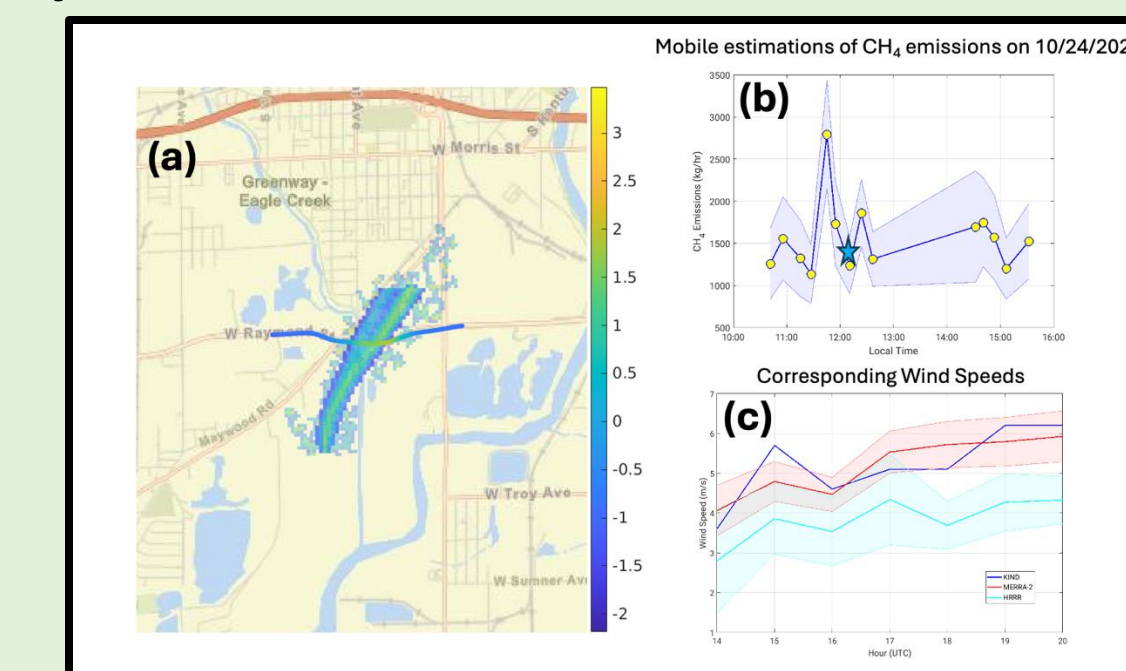 Mobile estimations of CH₄ emissions on 10/24/202
(a)
W Morris St
Greenway -
Eagle Creek
W Raymond St
Maywood Rd
W Troy Ave
W Sumner Av
3
2.5
2
1.5
1
0.5
0
-0.5
-1
-1.5
-2
(b)
CH₄ Emissions (kg/hr)
3500
3000
2500
2000
1500
1000
500
10:00 11:00 12:00 13:00 14:00 15:00 16:00
Local Time
Corresponding Wind Speeds
(c)
Wind Speed (m/s)
7
6
5
4
3
2
1
KIND
MERRA-2
HRRR
14 15 16 17 18 19 20
Hour (UTC)